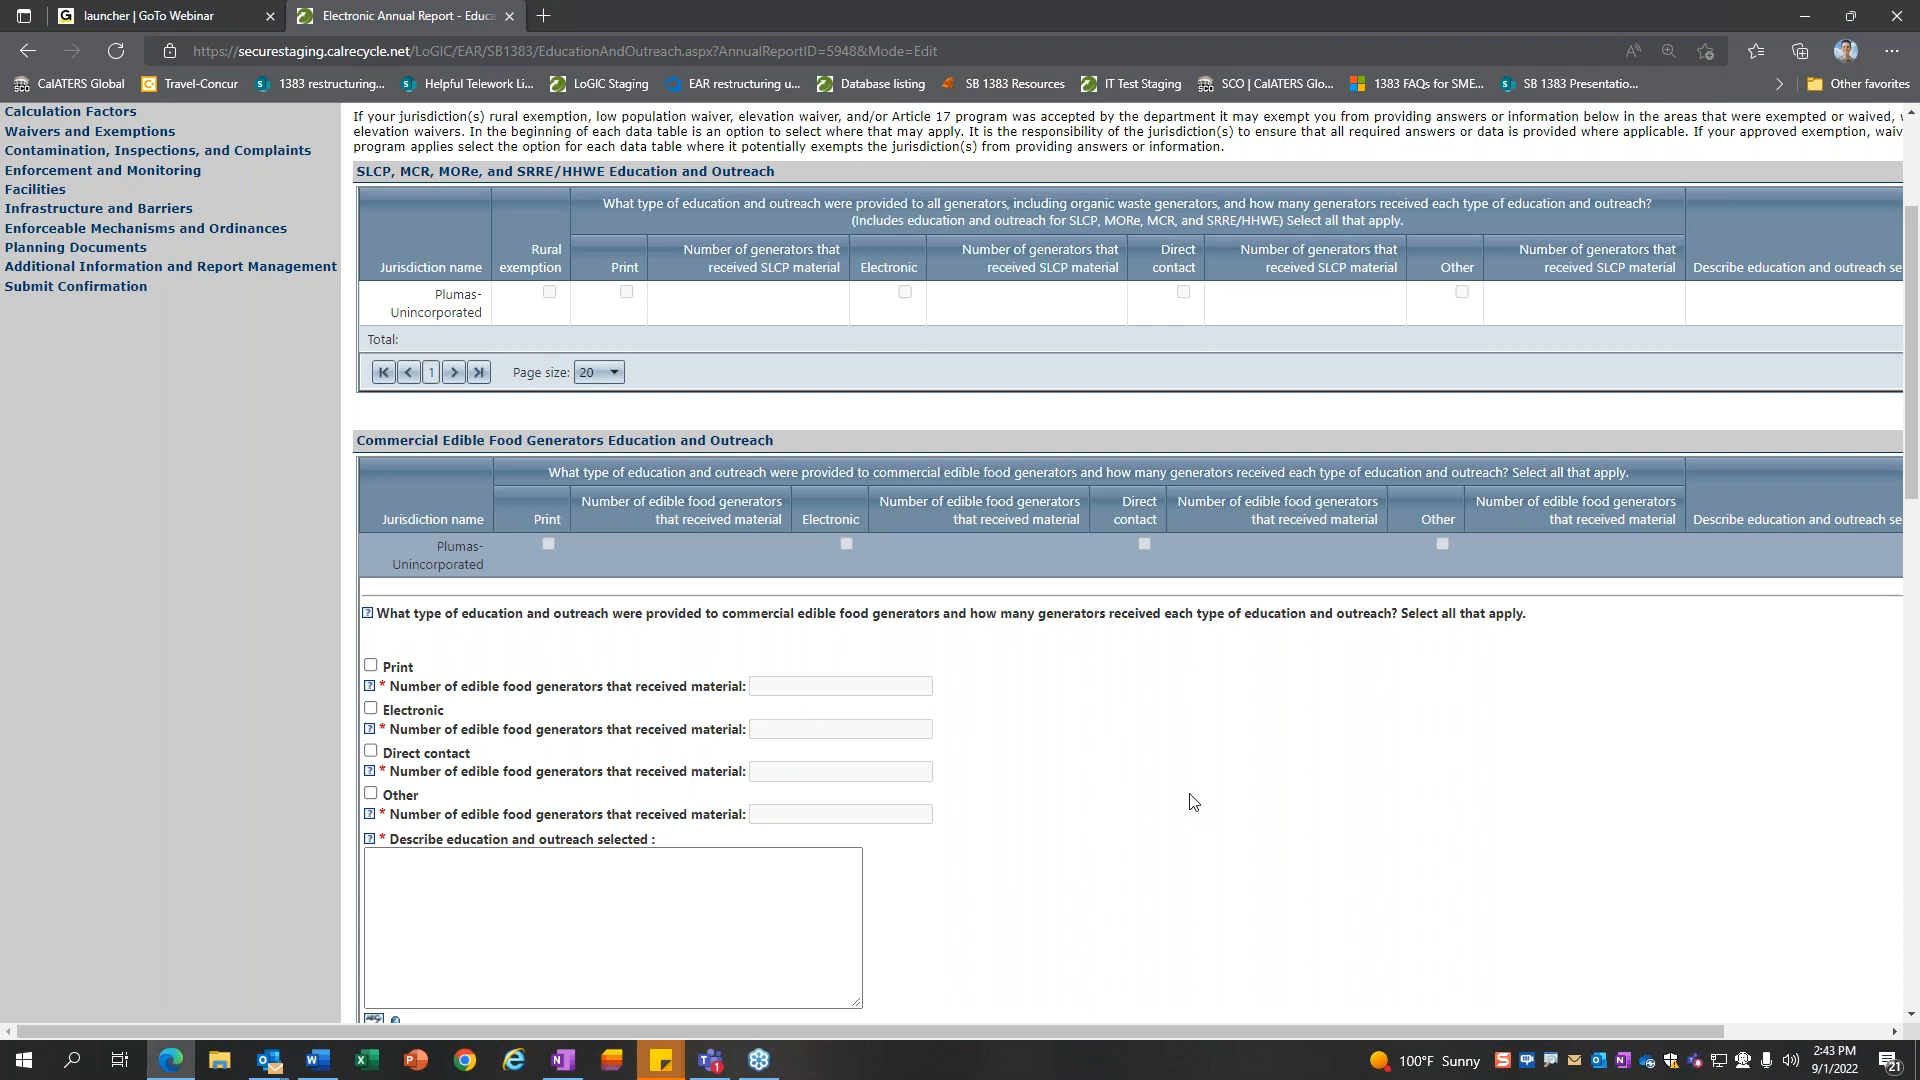 launcher | GoTo Webinar
Electronic Annual Report - Educa
https://securestaging.calrecycle.net/LoGIC/EAR/SB1383/EducationAndOutreach.aspx?AnnualReportID=5948&Mode=Edit
CalATERS Global
Travel-Concur
1383 restructuring...
Helpful Telework Li...
LoGIC Staging
EAR restructuring u...
Database listing
SB 1383 Resources
IT Test Staging
SCO | CalATERS Glo...
1383 FAQs for SME...
SB 1383 Presentatio...
Other favorites
Calculation Factors
Waivers and Exemptions
Contamination, Inspections, and Complaints
Enforcement and Monitoring
Facilities
Infrastructure and Barriers
Enforceable Mechanisms and Ordinances
Planning Documents
Additional Information and Report Management
Submit Confirmation
If your jurisdiction(s) rural exemption, low population waiver, elevation waiver, and/or Article 17 program was accepted by the department it may exempt you from providing answers or information below in the areas that were exempted or waived,
elevation waivers. In the beginning of each data table is an option to select where that may apply. It is the responsibility of the jurisdiction(s) to ensure that all required answers or data is provided where applicable. If your approved exemption, waiv
program applies select the option for each data table where it potentially exempts the jurisdiction(s) from providing answers or information.
SLCP, MCR, MORe, and SRRE/HHWE Education and Outreach
What type of education and outreach were provided to all generators, including organic waste generators, and how many generators received each type of education and outreach?
(Includes education and outreach for SLCP, MORe, MCR, and SRRE/HHWE) Select all that apply.
Jurisdiction name
Rural
exemption
Print
Number of generators that
received SLCP material
Electronic
Number of generators that
received SLCP material
Direct
contact
Number of generators that
received SLCP material
Other
Number of generators that
received SLCP material
Describe education and outreach se
Plumas-
Unincorporated
Total:
1
Page size:
20
Commercial Edible Food Generators Education and Outreach
What type of education and outreach were provided to commercial edible food generators and how many generators received each type of education and outreach? Select all that apply.
Jurisdiction name
Print
Number of edible food generators
that received material
Electronic
Number of edible food generators
that received material
Direct
contact
Number of edible food generators
that received material
Other
Number of edible food generators
that received material
Describe education and outreach se
Plumas-
Unincorporated
? What type of education and outreach were provided to commercial edible food generators and how many generators received each type of education and outreach? Select all that apply.
Print
? * Number of edible food generators that received material:
Electronic
? * Number of edible food generators that received material:
Direct contact
? * Number of edible food generators that received material:
Other
? * Number of edible food generators that received material:
? * Describe education and outreach selected :
100°F Sunny
2:43 PM
9/1/2022
21